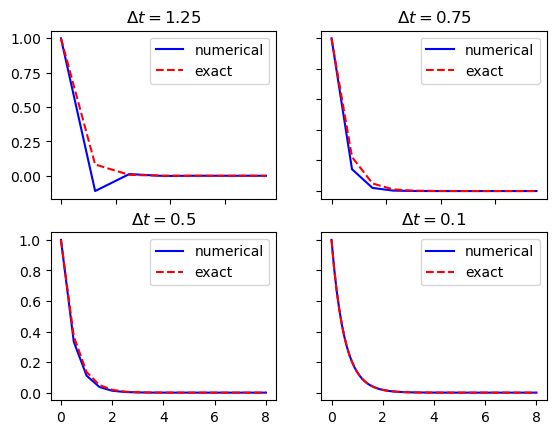 Δt = 1.25
Δt = 0.75
1.00
0.75
0.50
0.25
0.00
numerical
exact
numerical
exact
Δt = 0.5
Δt = 0.1
1.0
0.8
0.6
0.4
0.2
0.0
numerical
exact
numerical
exact
0 2 4 6 8
0 2 4 6 8